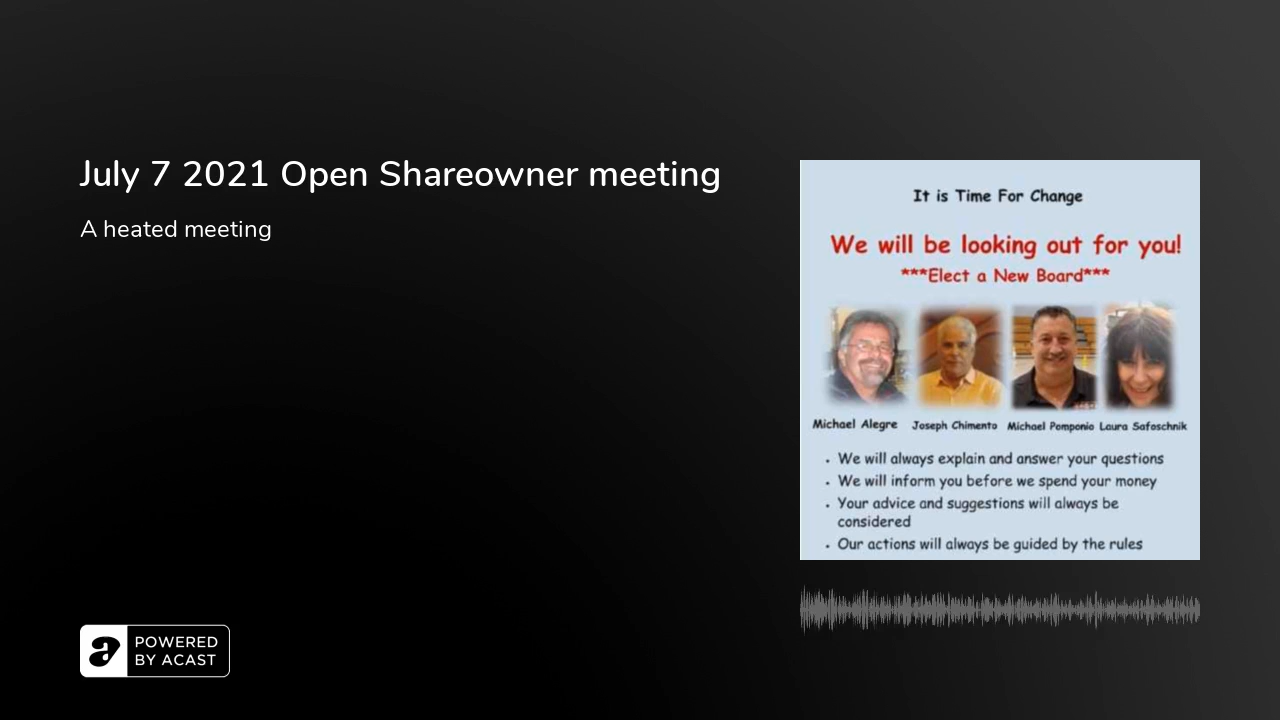 July 7 2021 Open Shareowner meeting
A heated meeting
It is Time For Change
We will be looking out for you!
***Elect a New Board***
Michael Alegre Joseph Chimento Michael Pomponio Laura Safoschnik
• We will always explain and answer your questions
• We will inform you before we spend your money
• Your advice and suggestions will always be
considered
• Our actions will always be guided by the rules
a POWERED
BY ACAST